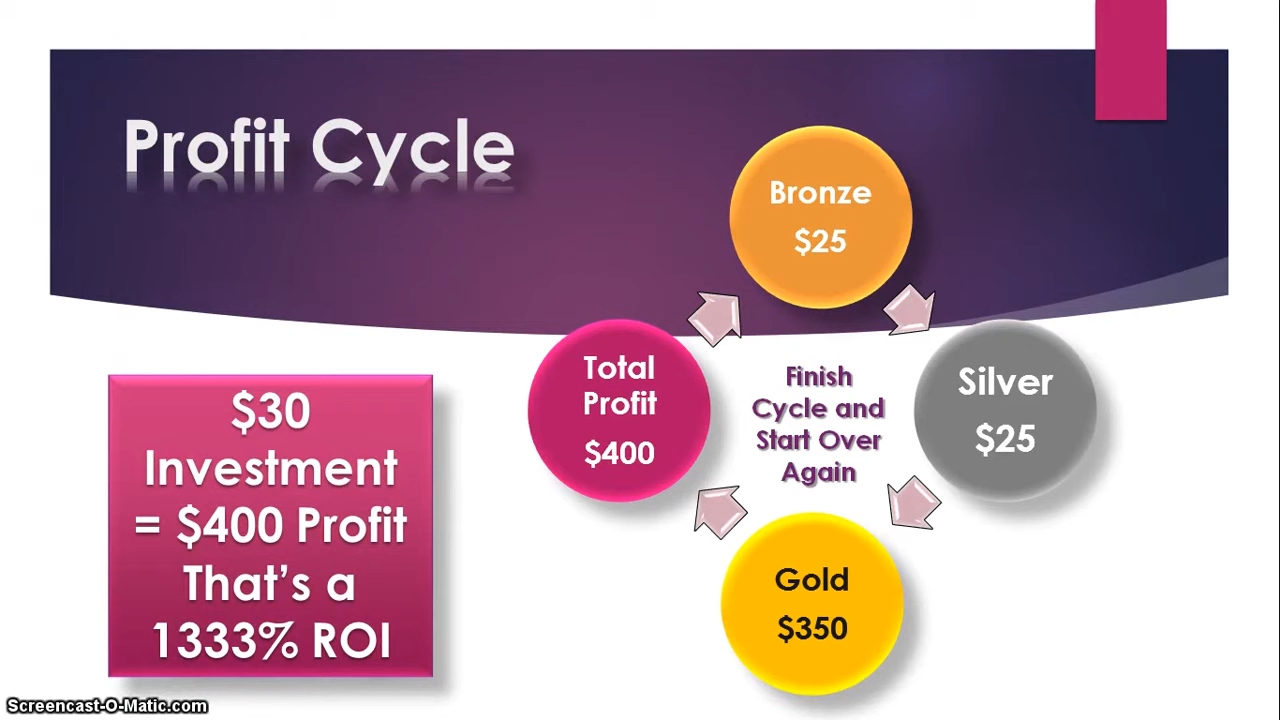 Profit Cycle
Bronze
$25
Silver
$25
Gold
$350
Total
Profit
$400
Finish
Cycle and
Start Over
Again
$30
Investment
= $400 Profit
That's a
1333% ROI
Screencast-O-Matic.com